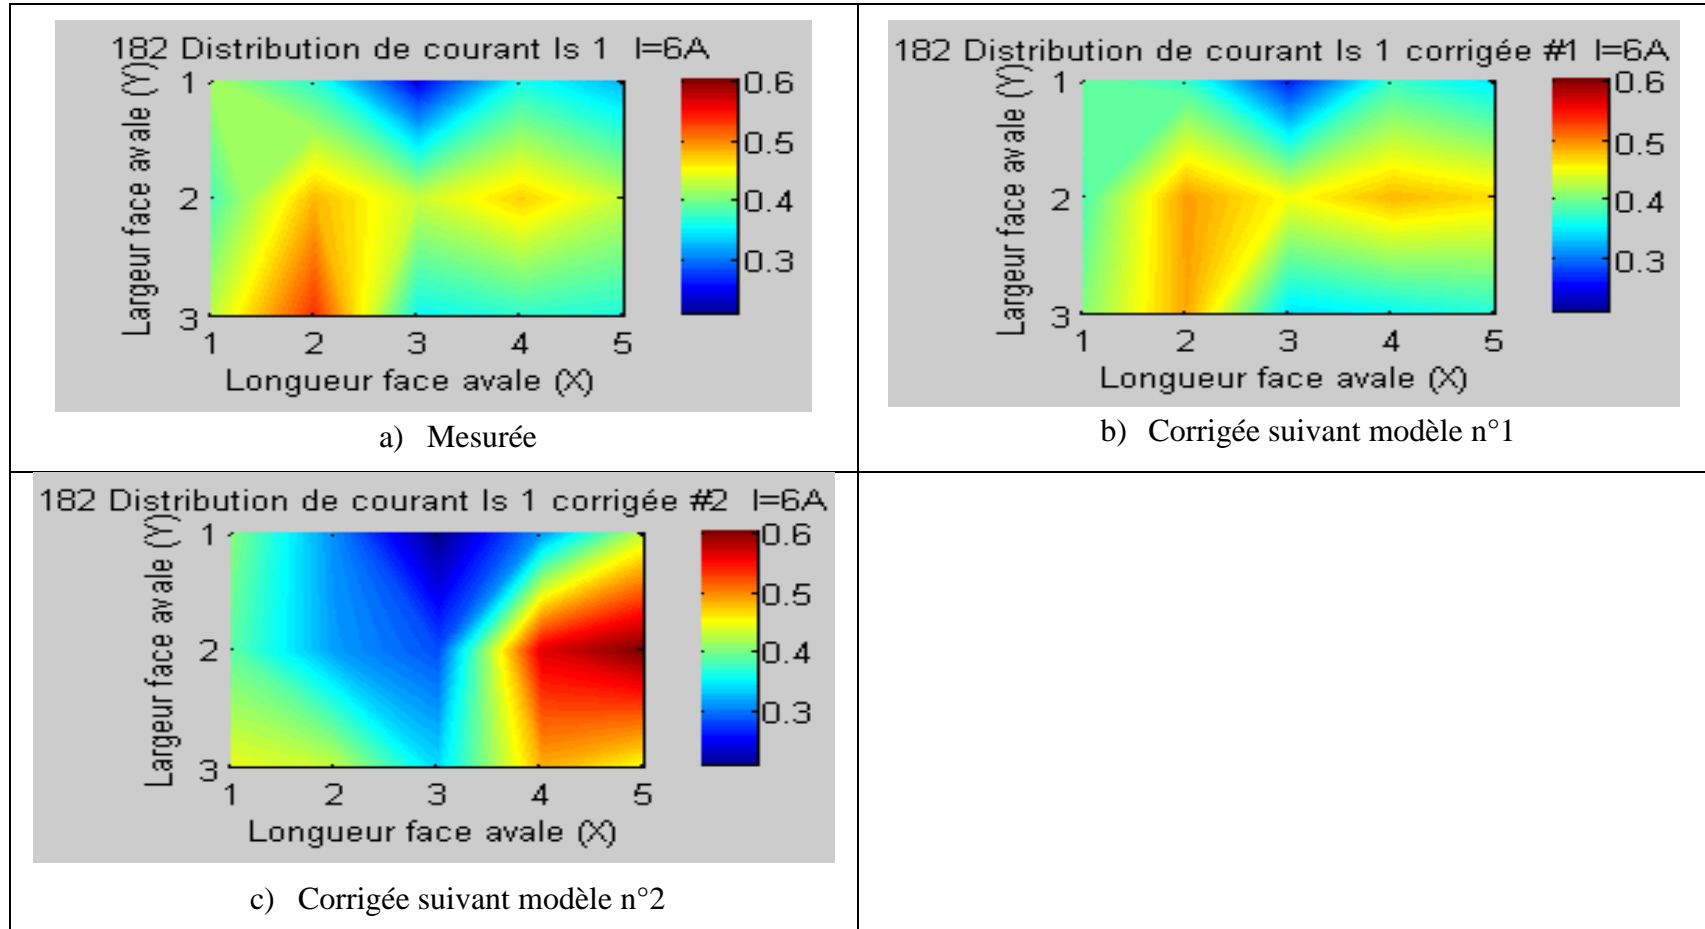 182 Distribution de courant Is 1 I=6A
Largeur face avale (Y)
1
2
3
1 2 3 4 5
Longueur face avale (X)
0.6
0.5
0.4
0.3
a) Mesurée
182 Distribution de courant Is 1 corrigée #1 I=6A
Largeur face avale (Y)
1
2
3
1 2 3 4 5
Longueur face avale (X)
0.6
0.5
0.4
0.3
b) Corrigée suivant modèle n°1
182 Distribution de courant Is 1 corrigée #2 I=6A
Largeur face avale (Y)
1
2
3
1 2 3 4 5
Longueur face avale (X)
0.6
0.5
0.4
0.3
c) Corrigée suivant modèle n°2